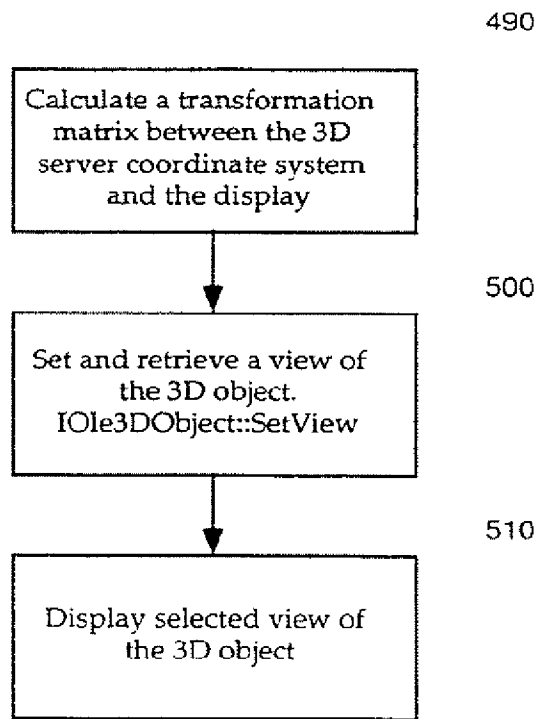 490
Calculate a transformation
matrix between the 3D
server coordinate system
and the display
500
Set and retrieve a view of
the 3D object.
IOle3DObject::SetView
510
Display selected view of
the 3D object